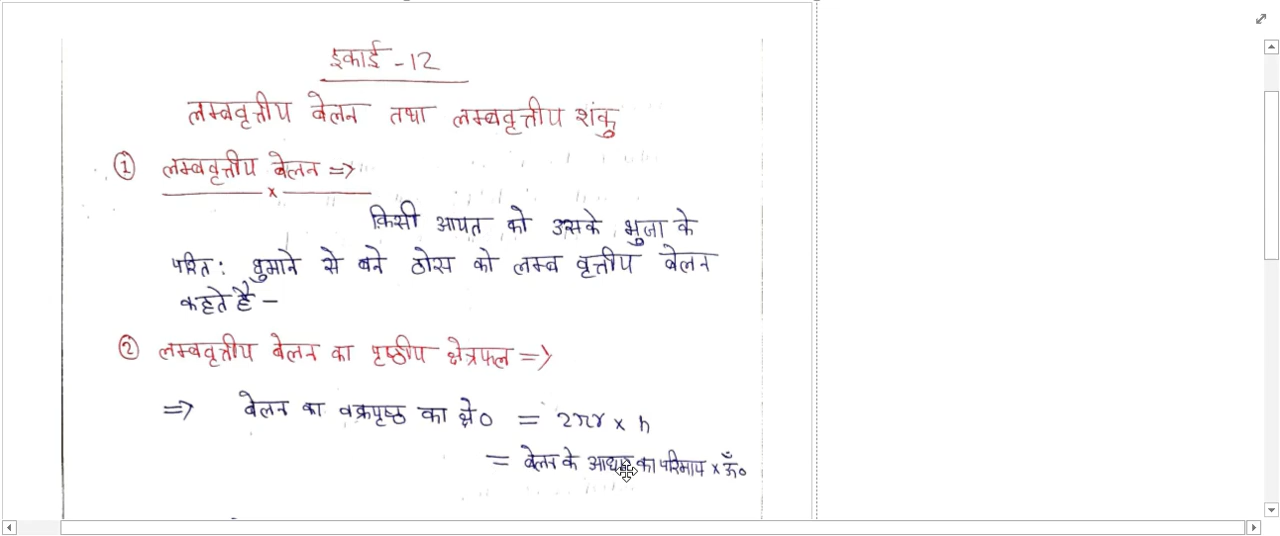 इकाई - 12
लम्बवृत्तीय बेलन तथा लम्बवृत्तीय शंकु
① लम्बवृत्तीय बेलन =>
x
किसी आयत को उसके भुजा के
परित: घुमाने से बने ठोस को लम्ब वृत्तीय बेलन
कहते है -
② लम्बवृत्तीय बेलन का पृष्ठीय क्षेत्रफल =>
=> बेलन का वक्रपृष्ठ का क्षे० = 2πr x h
= बेलन के आधार का परिमाप x ऊँ०